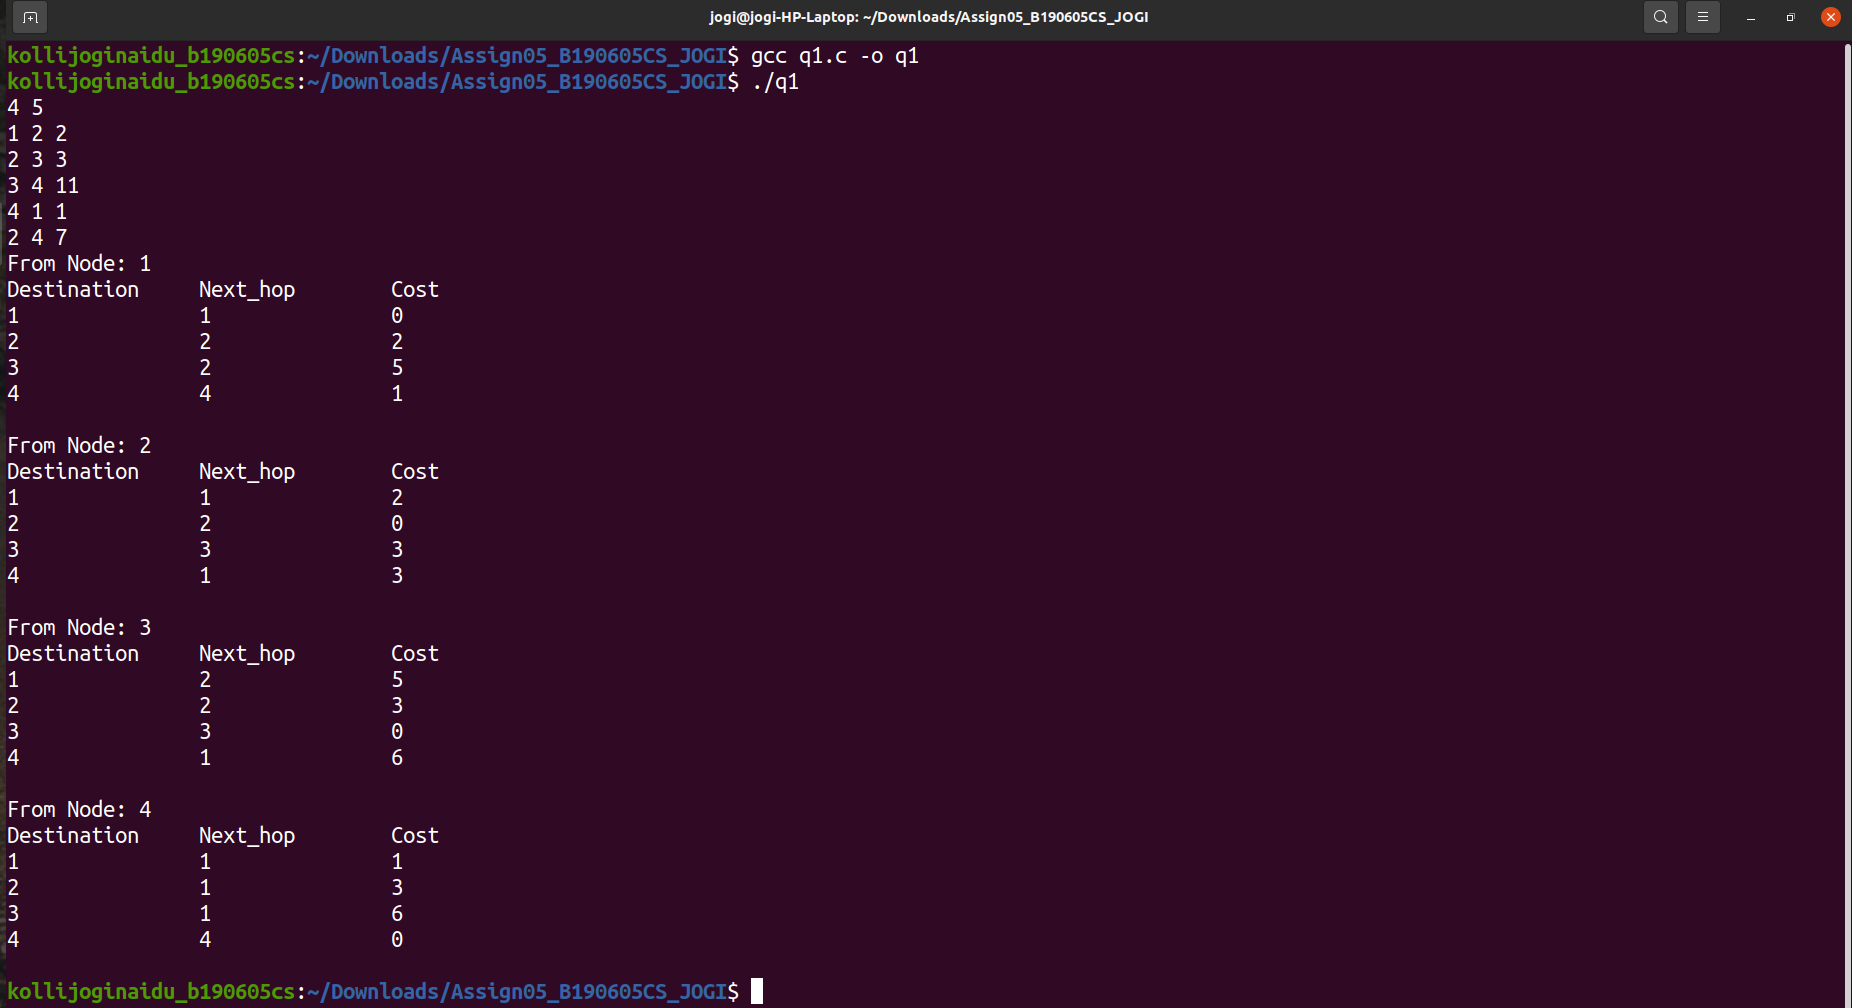 jogi@jogi-HP-Laptop: ~/Downloads/Assign05_B190605CS_JOGI
kollijoginaidu_b190605cs:~/Downloads/Assign05_B190605CS_JOGI$ gcc q1.c -o q1
kollijoginaidu_b190605cs:~/Downloads/Assign05_B190605CS_JOGI$ ./q1
4 5
1 2 2
2 3 3
3 4 11
4 1 1
2 4 7
From Node: 1
Destination     Next_hop        Cost
1               1               0
2               2               2
3               2               5
4               4               1

From Node: 2
Destination     Next_hop        Cost
1               1               2
2               2               0
3               3               3
4               1               3

From Node: 3
Destination     Next_hop        Cost
1               2               5
2               2               3
3               3               0
4               1               6

From Node: 4
Destination     Next_hop        Cost
1               1               1
2               1               3
3               1               6
4               4               0

kollijoginaidu_b190605cs:~/Downloads/Assign05_B190605CS_JOGI$